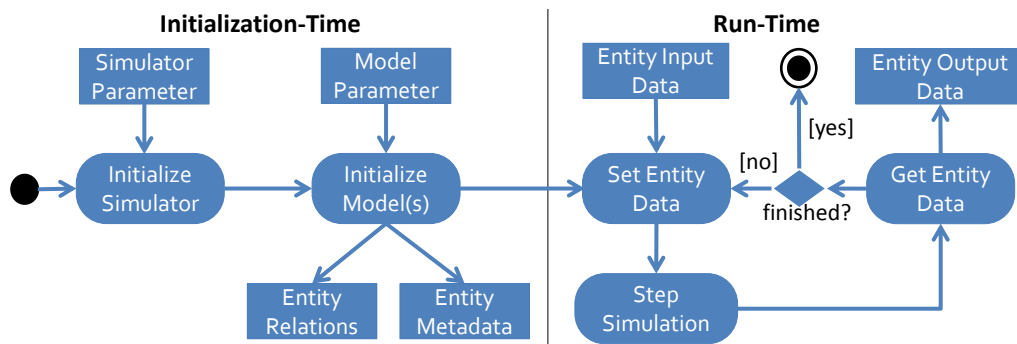 Initialization-Time
Run-Time
Simulator
Parameter
Model
Parameter
Entity Input
Data
Entity Output
Data
[yes]
[no]
Initialize
Simulator
Initialize
Model(s)
Set Entity
Data
finished?
Get Entity
Data
Entity
Relations
Entity
Metadata
Step
Simulation